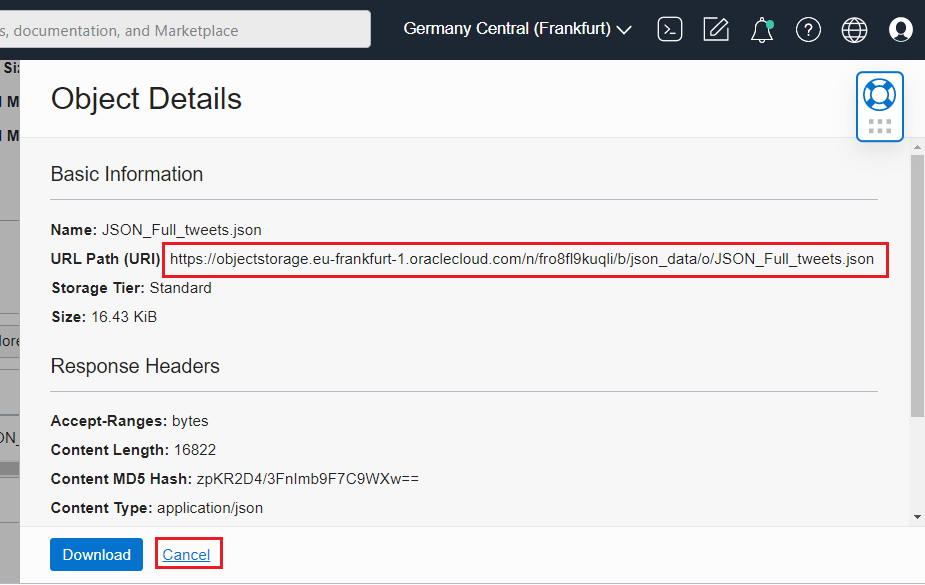 s, documentation, and Marketplace
Germany Central (Frankfurt)
Siz
M
M
Object Details
Basic Information
Name: JSON_Full_tweets.json
URL Path (URI) https://objectstorage.eu-frankfurt-1.oraclecloud.com/n/fro8fl9kuqli/b/json_data/o/JSON_Full_tweets.json
Storage Tier: Standard
Size: 16.43 KiB
lore
Response Headers
Accept-Ranges: bytes
ON_
Content Length: 16822
Content MD5 Hash: zpKR2D4/3FnImb9F7C9WXw==
Content Type: application/json
Download Cancel